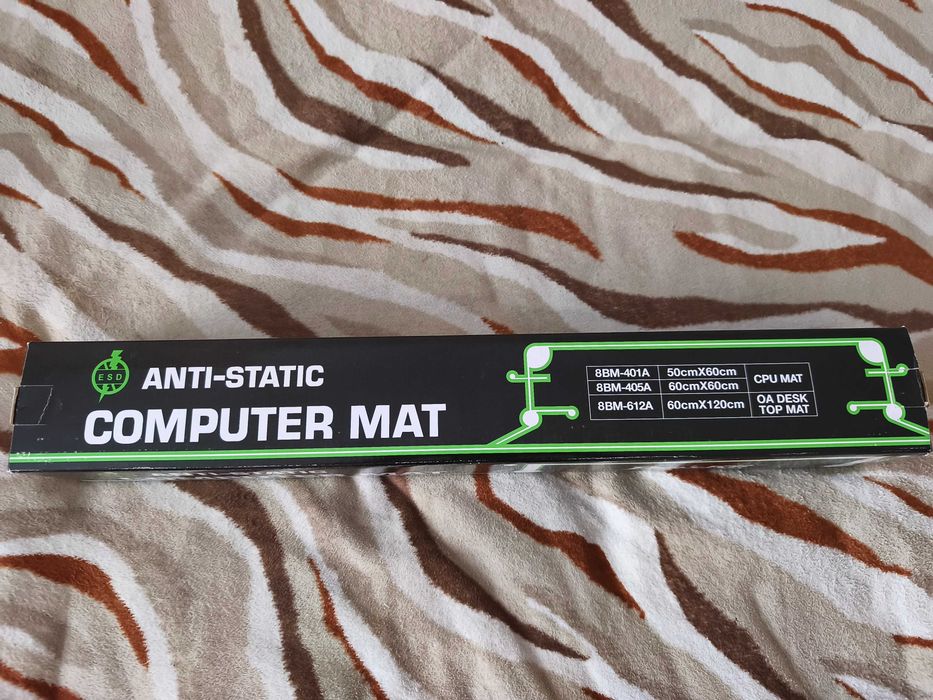 ESD
ANTI-STATIC
COMPUTER MAT
8BM-401A 50cmX60cm CPU MAT
8BM-405A 60cmX60cm
8BM-612A 60cmX120cm OA DESK
TOP MAT